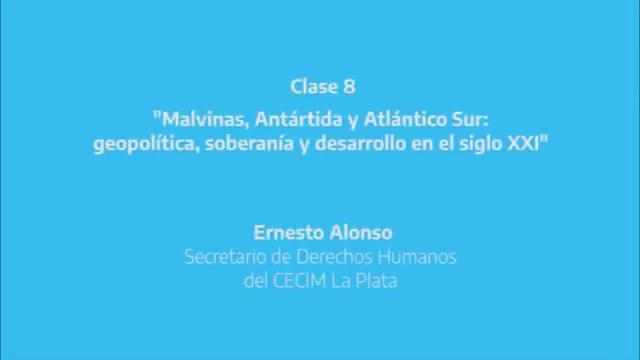 Clase 8
"Malvinas, Antártida y Atlántico Sur:
geopolítica, soberanía y desarrollo en el siglo XXI"
Ernesto Alonso
Secretario de Derechos Humanos
del CECIM La Plata